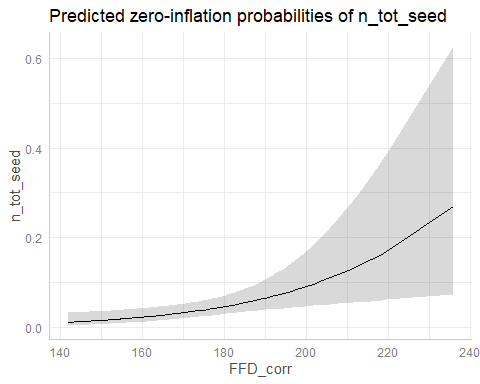 Predicted zero-inflation probabilities of n_tot_seed
n_tot_seed
0.6
0.4
0.2
0.0
140 160 180 200 220 240
FFD_corr